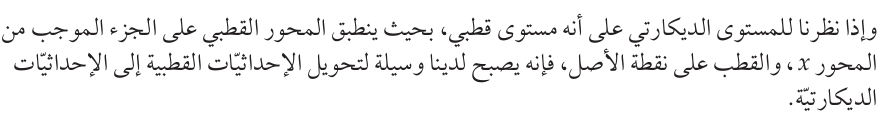 وإذا نظرنا للمستوى الديكارتي على أنه مستوى قطبي، بحيث ينطبق المحور القطبي على الجزء الموجب من
المحور x، والقطب على نقطة الأصل، فإنه يصبح لدينا وسيلة لتحويل الإحداثيّات القطبية إلى الإحداثيّات
الديكارتيّة.